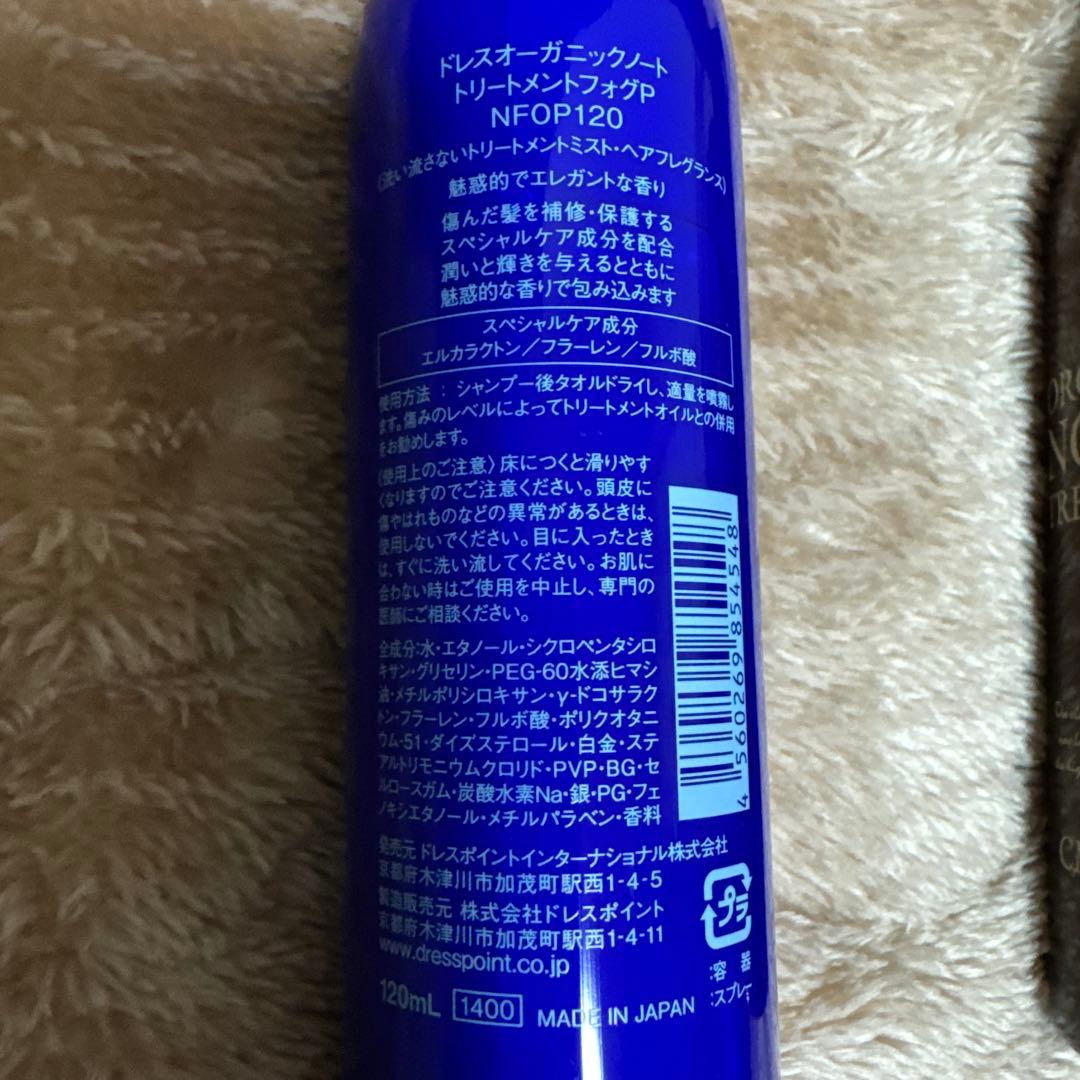 ドレスオーガニックノート
トリートメントフォグP
NFOP120
〈洗い流さないトリートメントミスト・ヘアフレグランス〉
魅惑的でエレガントな香り
傷んだ髪を補修・保護する
スペシャルケア成分を配合
潤いと輝きを与えるとともに
魅惑的な香りで包み込みます
スペシャルケア成分
エルカラクトン/フラーレン/フルボ酸
使用方法 : シャンプー後タオルドライし、適量を噴霧し
ます。傷みのレベルによってトリートメントオイルとの併用
をお勧めします。
〈使用上のご注意〉床につくと滑りやす
くなりますのでご注意ください。頭皮に
傷やはれものなどの異常があるときは、
使用しないでください。目に入ったとき
は、すぐに洗い流してください。お肌に
合わない時はご使用を中止し、専門の
医師にご相談ください。
全成分:水・エタノール・シクロペンタシロ
キサン・グリセリン・PEG-60水添ヒマシ
油・メチルポリシロキサン・γ-ドコサラク
トン・フラーレン・フルボ酸・ポリクオタニ
ウム-51・ダイズステロール・白金・ステ
アルトリモニウムクロリド・PVP・BG・セ
ルロースガム・炭酸水素Na・銀・PG・フェ
ノキシエタノール・メチルパラベン・香料
4560269854548
発売元 ドレスポイントインターナショナル株式会社
京都府木津川市加茂町駅西1-4-5
製造販売元 株式会社ドレスポイント
京都府木津川市加茂町駅西1-4-11
www.dresspoint.co.jp
プラ
:容器
:スプレー
120mL 1400 MADE IN JAPAN